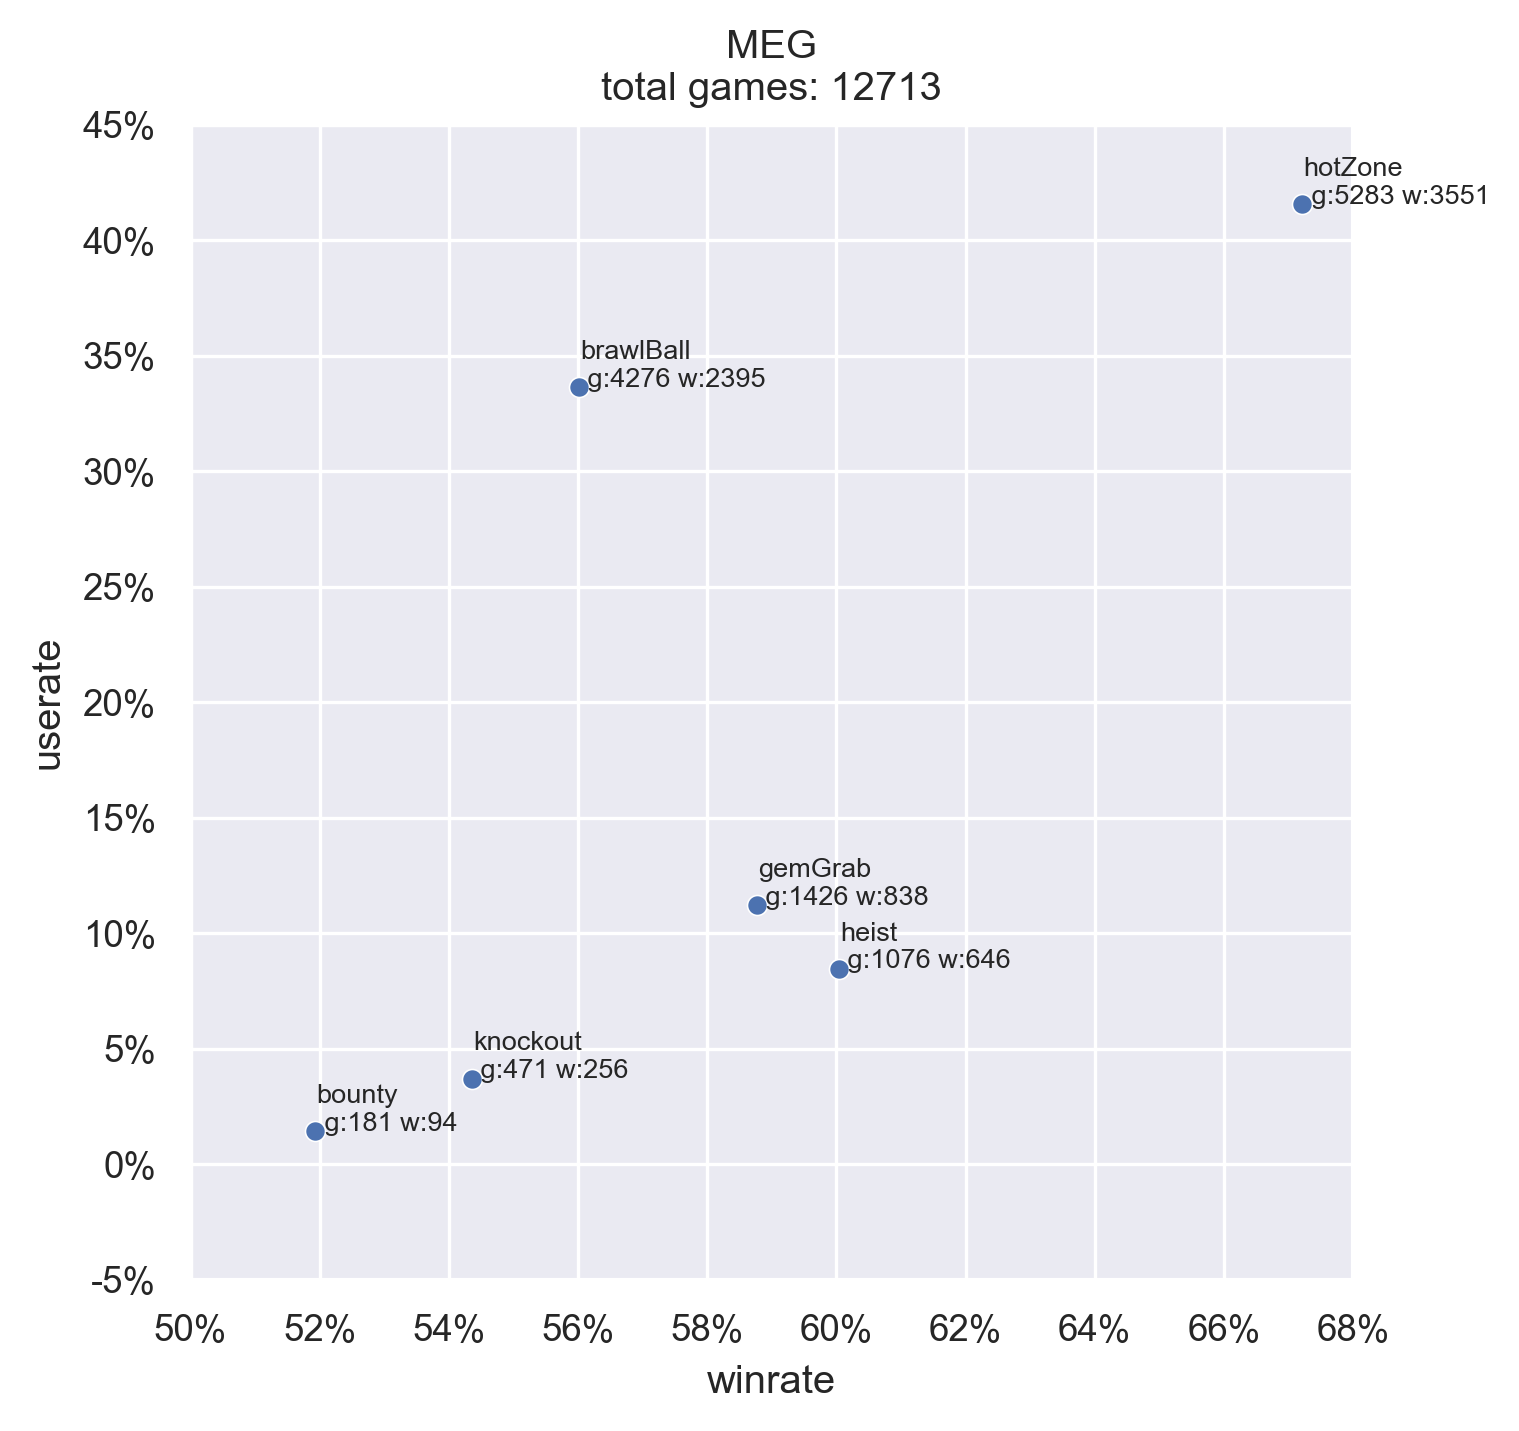 MEG
total games: 12713
45%
40%
35%
30%
25%
20%
15%
10%
5%
0%
-5%
userate
hotZone
g:5283 w:3551
brawlBall
g:4276 w:2395
gemGrab
g:1426 w:838
heist
g:1076 w:646
knockout
g:471 w:256
bounty
g:181 w:94
50% 52% 54% 56% 58% 60% 62% 64% 66% 68%
winrate